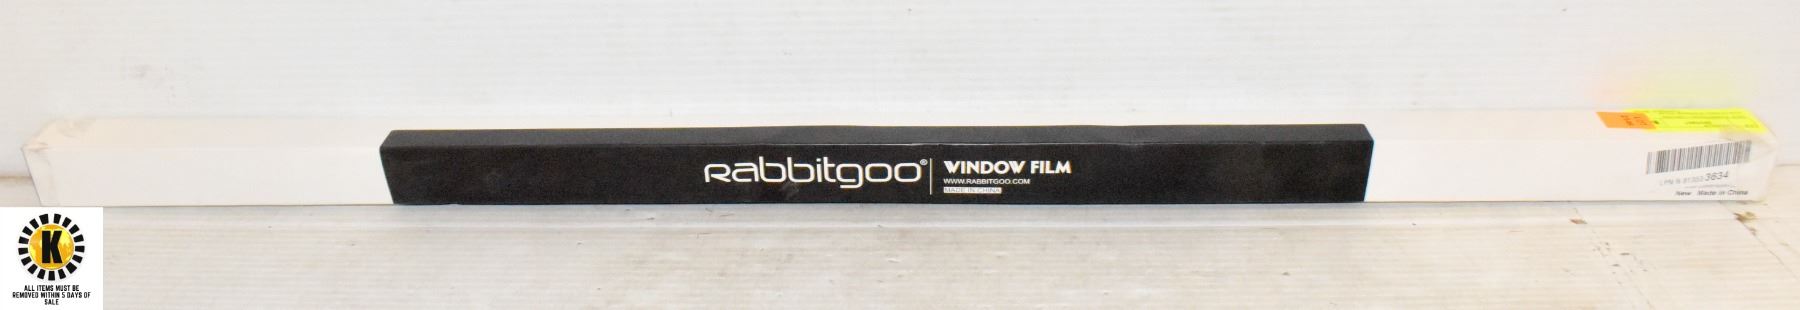 Rabbitgoo®
WINDOW FILM
WWW.RABBITGOO.COM
MADE IN CHINA
3634
New Made in China
K
ALL ITEMS MUST BE
REMOVED WITHIN 5 DAYS OF
SALE